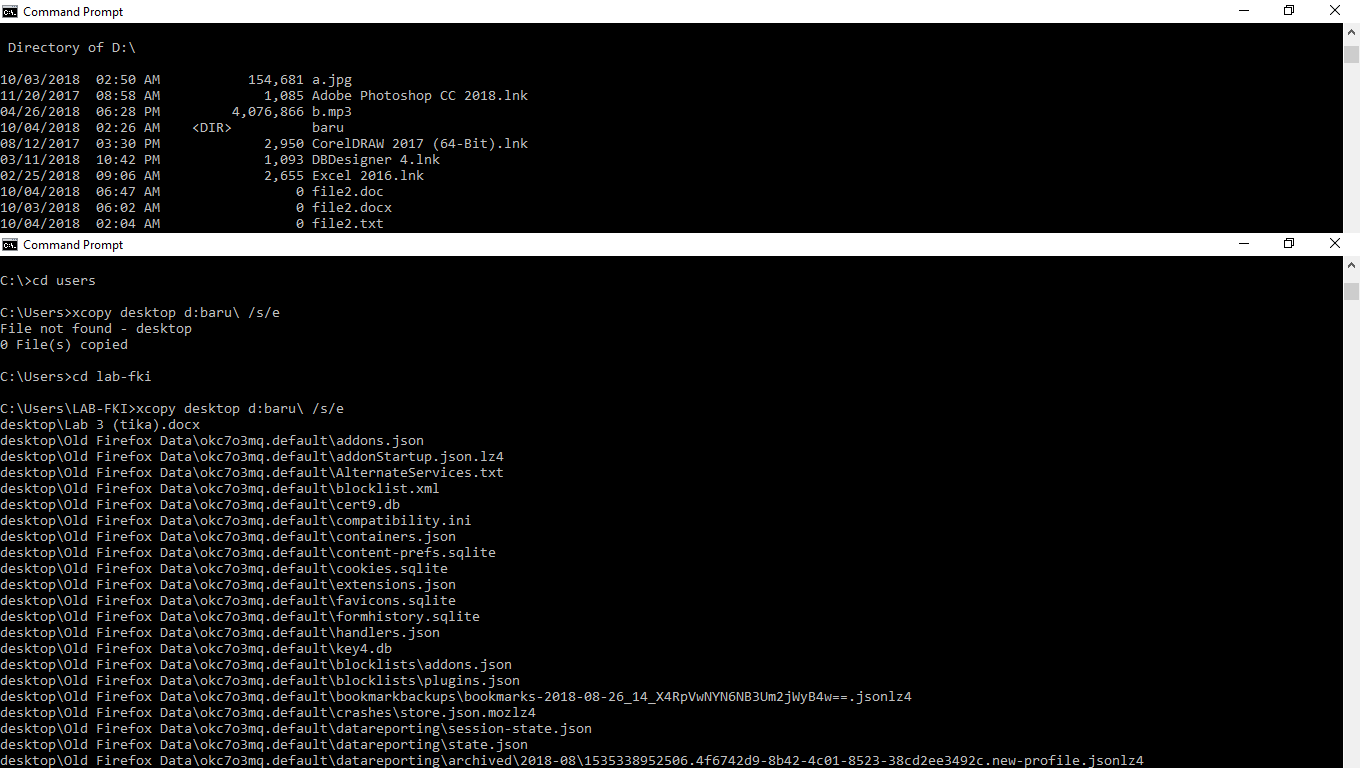 Command Prompt
Directory of D:\
10/03/2018  02:50 AM           154,681 a.jpg
11/20/2017  08:58 AM             1,085 Adobe Photoshop CC 2018.lnk
04/26/2018  06:28 PM         4,076,866 b.mp3
10/04/2018  02:26 AM    <DIR>          baru
08/12/2017  03:30 PM             2,950 CorelDRAW 2017 (64-Bit).lnk
03/11/2018  10:42 PM             1,093 DBDesigner 4.lnk
02/25/2018  09:06 AM             2,655 Excel 2016.lnk
10/04/2018  06:47 AM                 0 file2.doc
10/03/2018  06:02 AM                 0 file2.docx
10/04/2018  02:04 AM                 0 file2.txt
Command Prompt
C:\>cd users
C:\Users>xcopy desktop d:baru\ /s/e
File not found - desktop
0 File(s) copied
C:\Users>cd lab-fki
C:\Users\LAB-FKI>xcopy desktop d:baru\ /s/e
desktop\Lab 3 (tika).docx
desktop\Old Firefox Data\okc7o3mq.default\addons.json
desktop\Old Firefox Data\okc7o3mq.default\addonStartup.json.lz4
desktop\Old Firefox Data\okc7o3mq.default\AlternateServices.txt
desktop\Old Firefox Data\okc7o3mq.default\blocklist.xml
desktop\Old Firefox Data\okc7o3mq.default\cert9.db
desktop\Old Firefox Data\okc7o3mq.default\compatibility.ini
desktop\Old Firefox Data\okc7o3mq.default\containers.json
desktop\Old Firefox Data\okc7o3mq.default\content-prefs.sqlite
desktop\Old Firefox Data\okc7o3mq.default\cookies.sqlite
desktop\Old Firefox Data\okc7o3mq.default\extensions.json
desktop\Old Firefox Data\okc7o3mq.default\favicons.sqlite
desktop\Old Firefox Data\okc7o3mq.default\formhistory.sqlite
desktop\Old Firefox Data\okc7o3mq.default\handlers.json
desktop\Old Firefox Data\okc7o3mq.default\key4.db
desktop\Old Firefox Data\okc7o3mq.default\blocklists\addons.json
desktop\Old Firefox Data\okc7o3mq.default\blocklists\plugins.json
desktop\Old Firefox Data\okc7o3mq.default\bookmarkbackups\bookmarks-2018-08-26_14_X4RpVwNYN6NB3Um2jWyB4w==.jsonlz4
desktop\Old Firefox Data\okc7o3mq.default\crashes\store.json.mozlz4
desktop\Old Firefox Data\okc7o3mq.default\datareporting\session-state.json
desktop\Old Firefox Data\okc7o3mq.default\datareporting\state.json
desktop\Old Firefox Data\okc7o3mq.default\datareporting\archived\2018-08\1535338952506.4f6742d9-8b42-4c01-8523-38cd2ee3492c.new-profile.jsonlz4